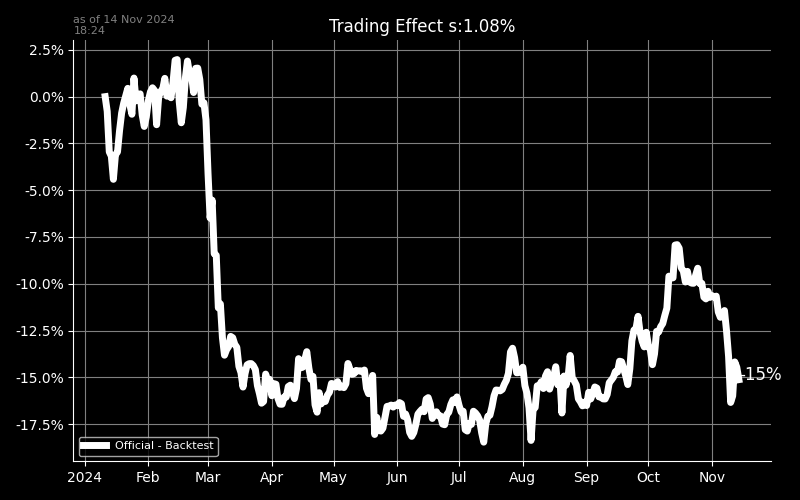 as of 14 Nov 2024
18:24
Trading Effect s:1.08%
2.5%
0.0%
-2.5%
-5.0%
-7.5%
-10.0%
-12.5%
-15.0%
-17.5%
-15%
Official - Backtest
2024 Feb Mar Apr May Jun Jul Aug Sep Oct Nov